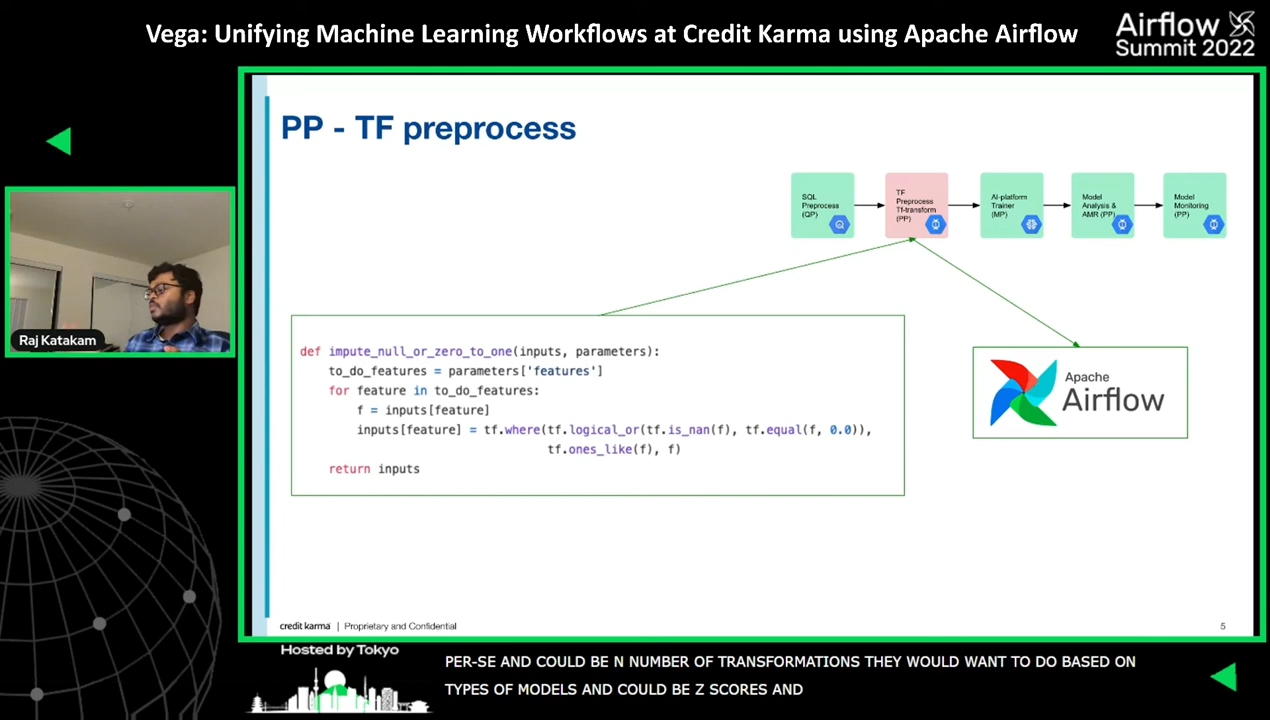 Vega: Unifying Machine Learning Workflows at Credit Karma using Apache Airflow
Airflow
Summit 2022
PP - TF preprocess
SQL
Preprocess
(QP)
TF
Preprocess
Tf-transform
(PP)
AI-platform
Trainer
(MP)
Model
Analysis &
AMR (PP)
Model
Monitoring
(PP)
Raj Katakam
def impute_null_or_zero_to_one(inputs, parameters):
to_do_features = parameters['features']
for feature in to_do_features:
f = inputs[feature]
inputs[feature] = tf.where(tf.logical_or(tf.is_nan(f), tf.equal(f, 0.0)),
tf.ones_like(f), f)
return inputs
Apache
Airflow
credit karma | Proprietary and Confidential
5
Hosted by Tokyo
PER-SE AND COULD BE N NUMBER OF TRANSFORMATIONS THEY WOULD WANT TO DO BASED ON
TYPES OF MODELS AND COULD BE Z SCORES AND